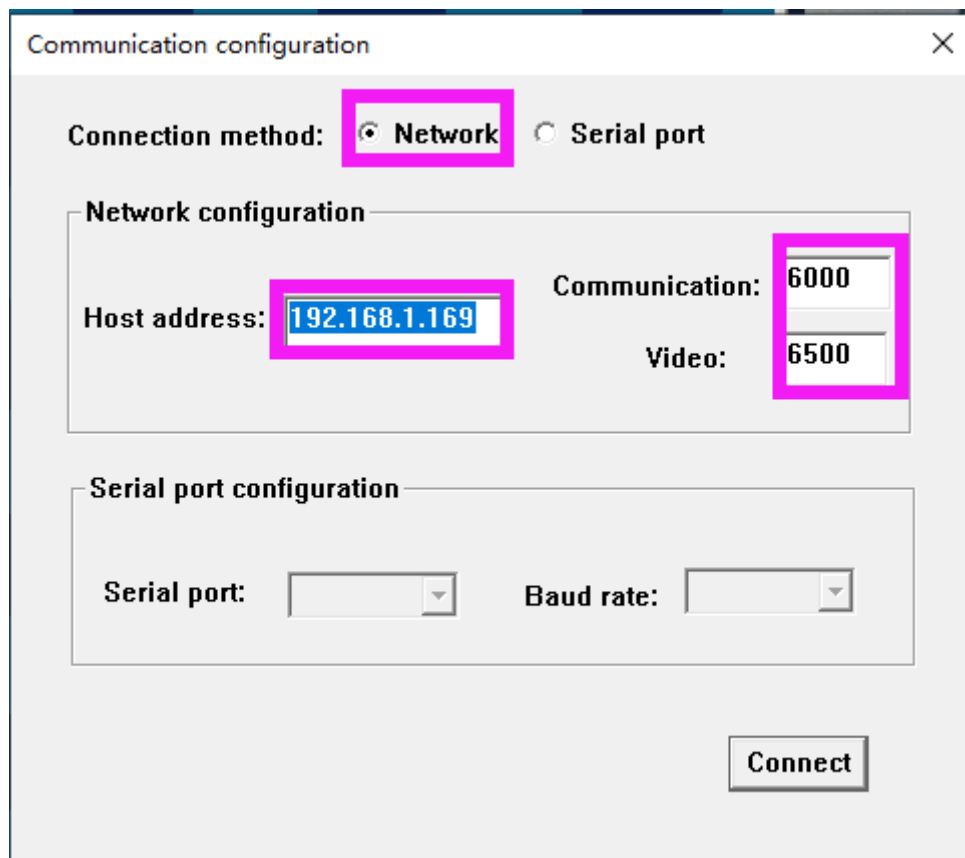 Communication configuration
Connection method: Network Serial port
Network configuration
Communication: 6000
Host address: 192.168.1.169
Video: 6500
Serial port configuration
Serial port: Baud rate:
Connect